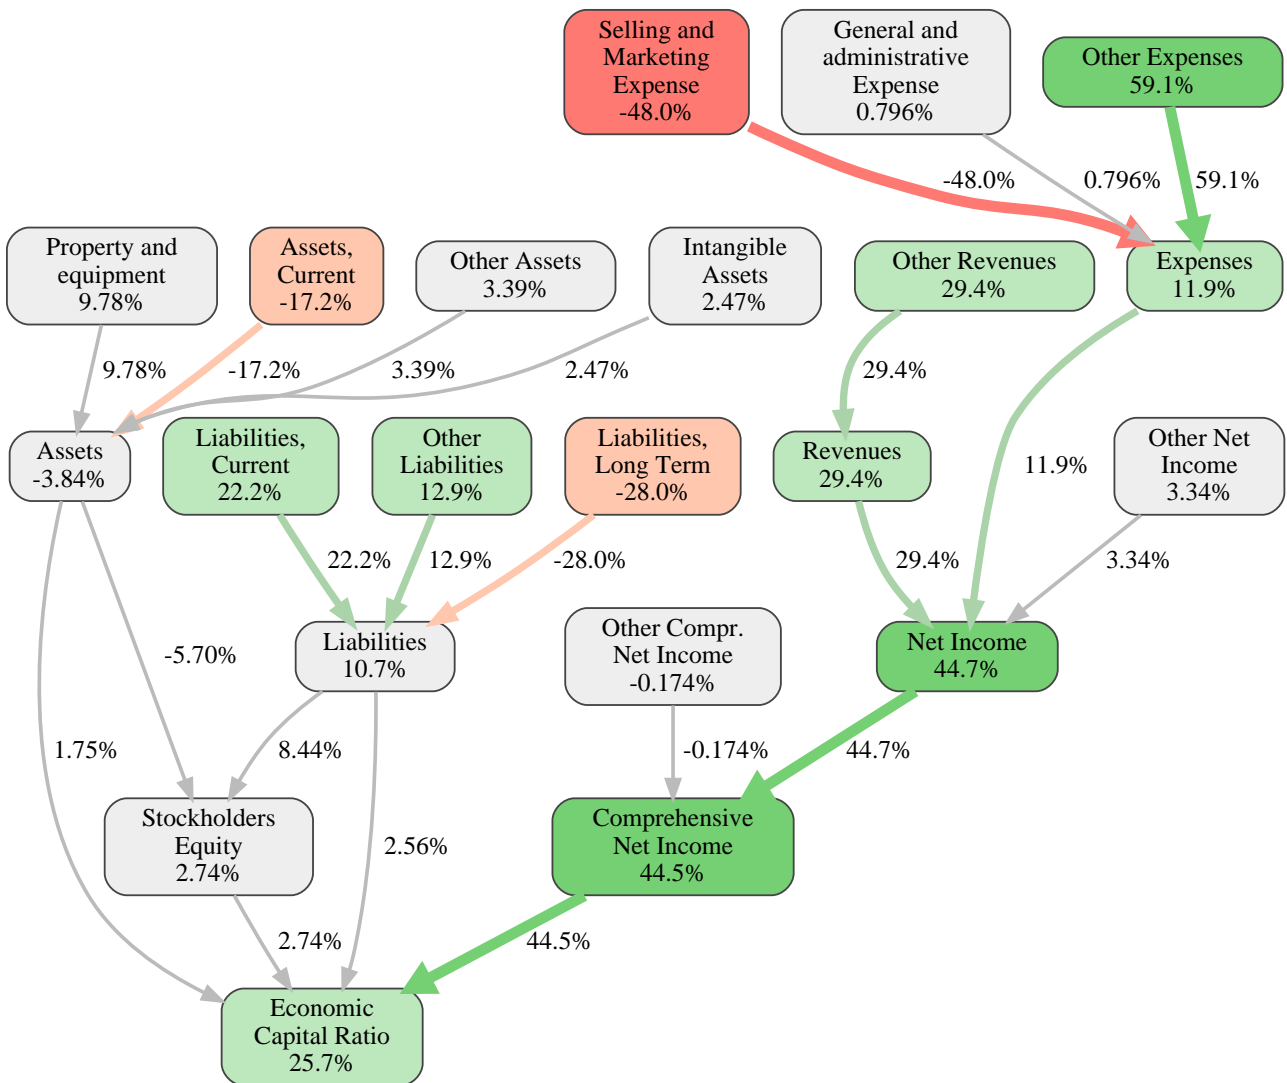 Selling and
Marketing
Expense
-48.0%
General and
administrative
Expense
0.796%
Other Expenses
59.1%
-48.0%
0.796%
59.1%
Property and
equipment
9.78%
Assets,
Current
-17.2%
Other Assets
3.39%
Intangible
Assets
2.47%
Other Revenues
29.4%
Expenses
11.9%
9.78%
-17.2%
3.39%
2.47%
29.4%
11.9%
Assets
-3.84%
Liabilities,
Current
22.2%
Other
Liabilities
12.9%
Liabilities,
Long Term
-28.0%
Revenues
29.4%
Other Net
Income
3.34%
22.2%
12.9%
-28.0%
29.4%
3.34%
-5.70%
Liabilities
10.7%
Other Compr.
Net Income
-0.174%
Net Income
44.7%
1.75%
8.44%
-0.174%
44.7%
Stockholders
Equity
2.74%
2.56%
Comprehensive
Net Income
44.5%
2.74%
44.5%
Economic
Capital Ratio
25.7%